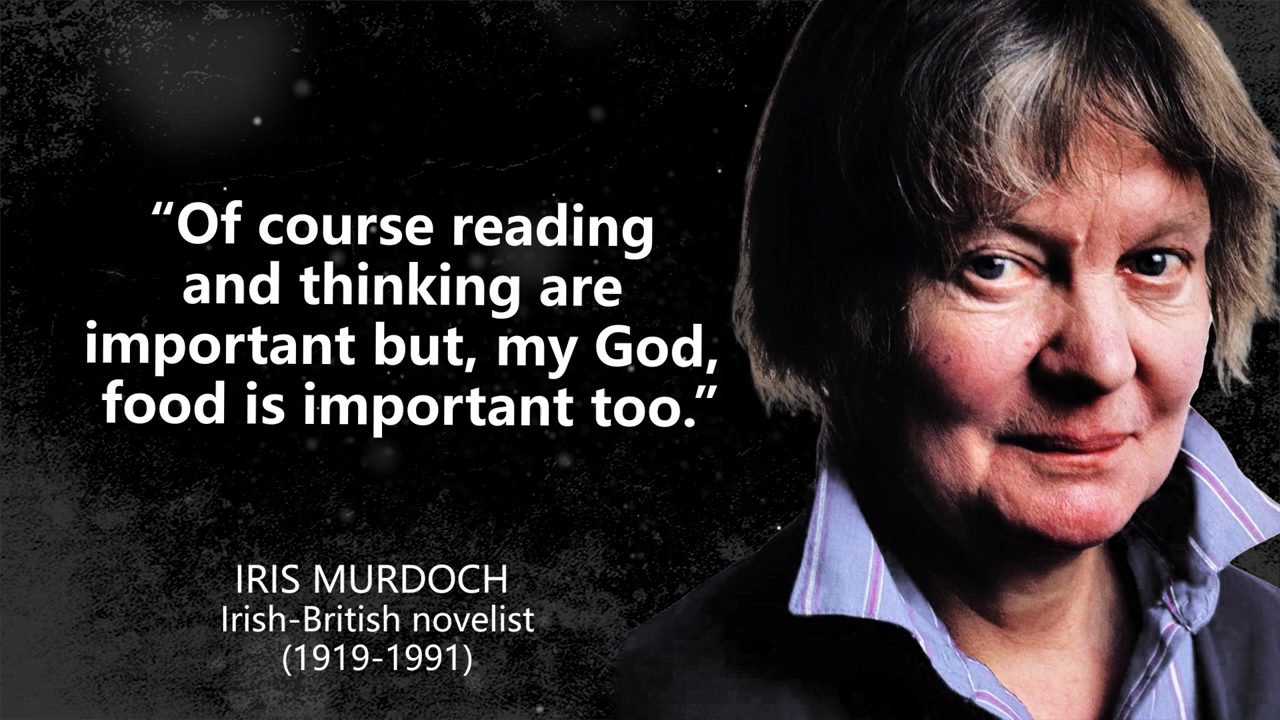 “Of course reading
and thinking are
important but, my God,
food is important too.”
IRIS MURDOCH
Irish-British novelist
(1919-1991)